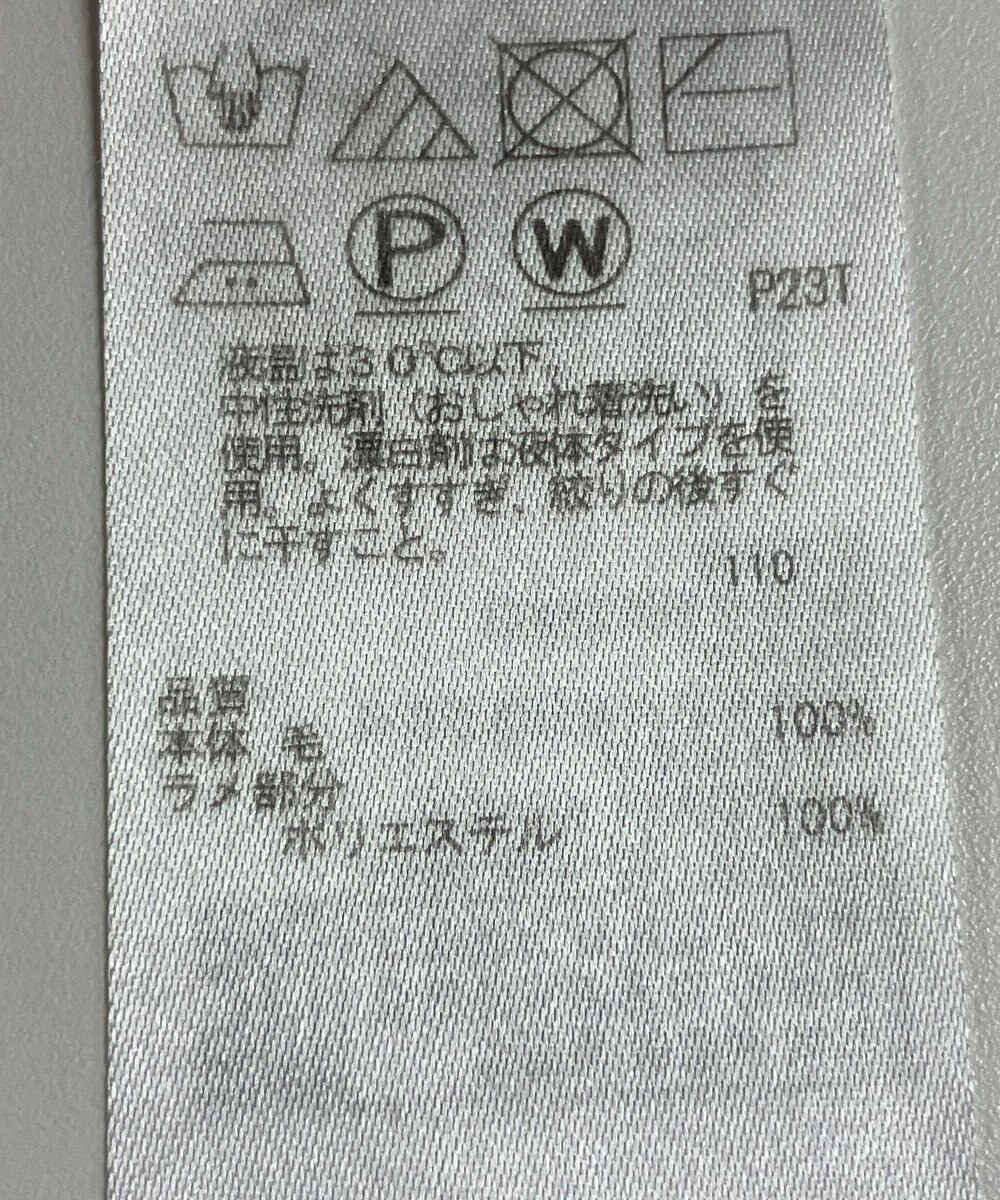 P W
P23T
液温は30℃以下、
中性洗剤（おしゃれ着洗い）を
使用。漂白剤は液体タイプを使
用。よくすすぎ、絞りの後すぐ
に干すこと。
110
品質
本体 毛 100%
ラメ部分
ポリエステル 100%